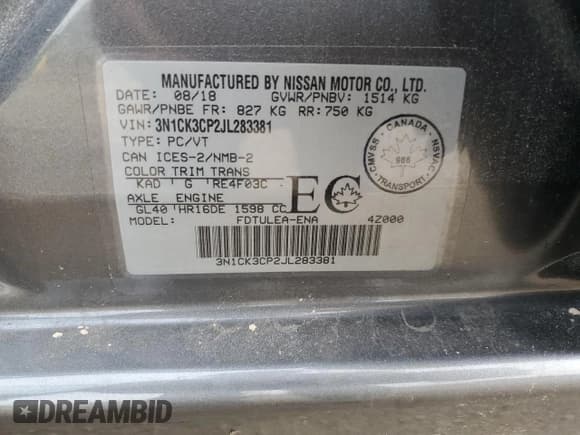 MANUFACTURED BY NISSAN MOTOR CO., LTD.
DATE: 08/18 GVWR/PNBV: 1514 KG
GAWR/PNBE FR: 827 KG RR: 750 KG
VIN: 3N1CK3CP2JL283381
TYPE: PC/VT
CAN ICES-2/NMB-2
COLOR TRIM TRANS
KAD ' G 'RE4F03C
AXLE ENGINE
GL40 'HR16DE 1598 CC
EC
MODEL: FDTULEA-ENA 4Z000
3N1CK3CP2JL283381
CMVSS • CANADA • NSVAC • TRANSPORT •
986
DREAMBID